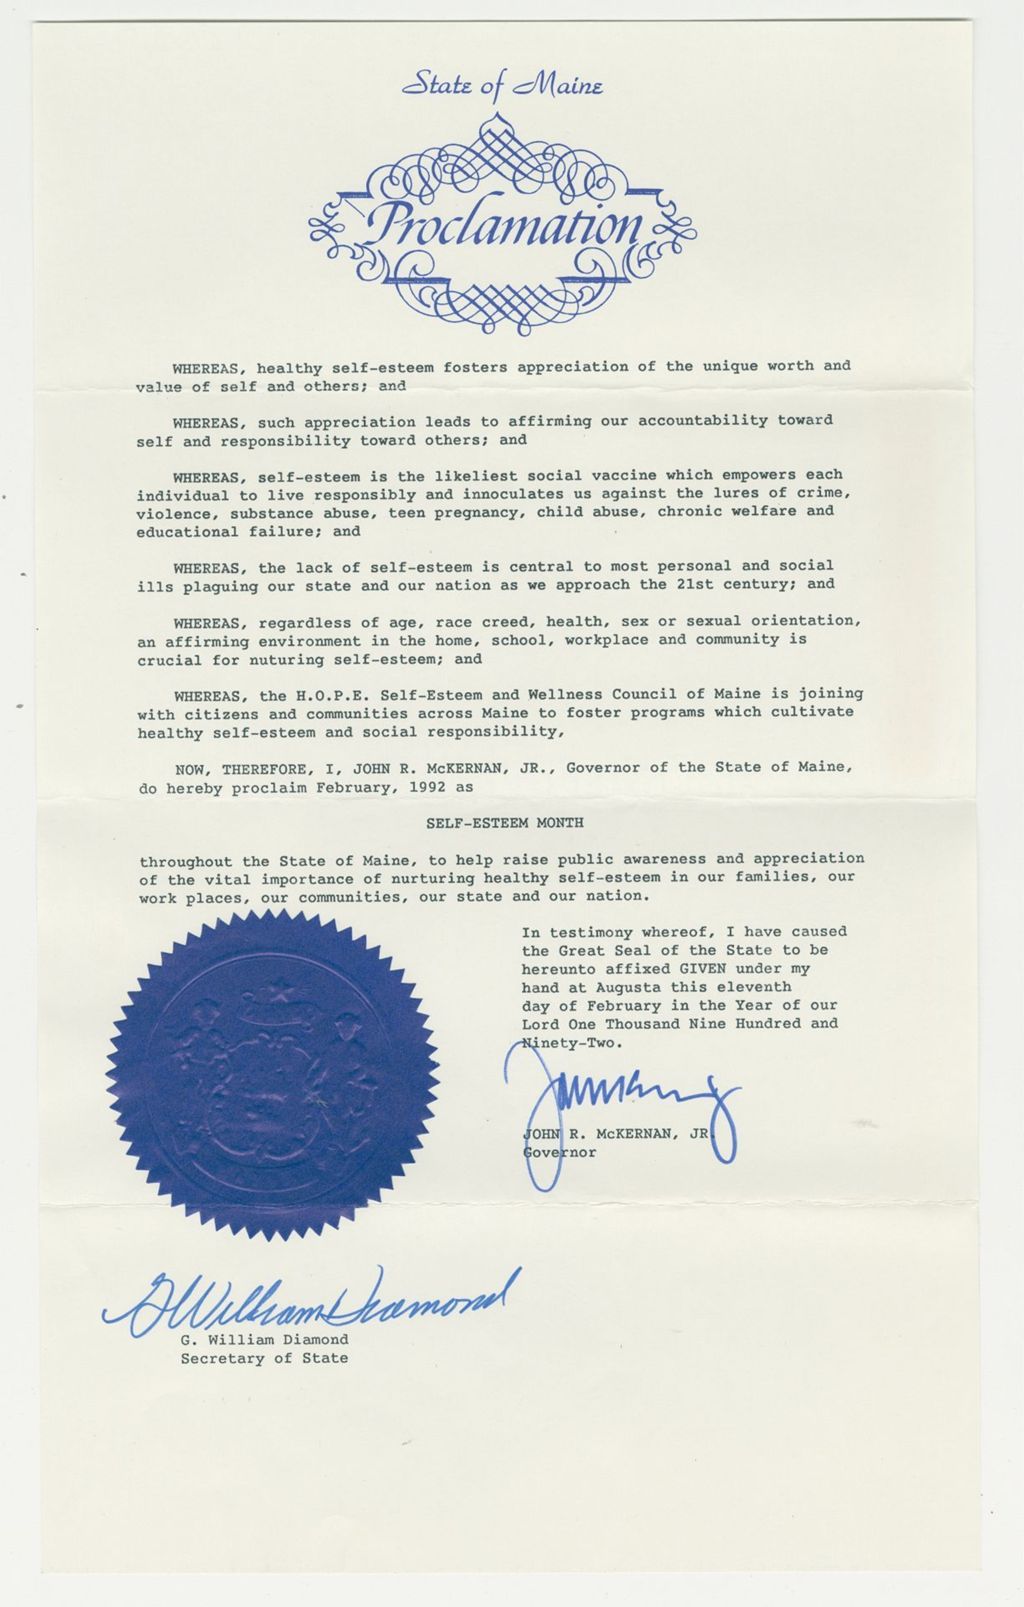 State of Maine
Proclamation
WHEREAS, healthy self-esteem fosters appreciation of the unique worth and
value of self and others; and
WHEREAS, such appreciation leads to affirming our accountability toward
self and responsibility toward others; and
WHEREAS, self-esteem is the likeliest social vaccine which empowers each
individual to live responsibly and innoculates us against the lures of crime,
violence, substance abuse, teen pregnancy, child abuse, chronic welfare and
educational failure; and
WHEREAS, the lack of self-esteem is central to most personal and social
ills plaguing our state and our nation as we approach the 21st century; and
WHEREAS, regardless of age, race creed, health, sex or sexual orientation,
an affirming environment in the home, school, workplace and community is
crucial for nuturing self-esteem; and
WHEREAS, the H.O.P.E. Self-Esteem and Wellness Council of Maine is joining
with citizens and communities across Maine to foster programs which cultivate
healthy self-esteem and social responsibility,
NOW, THEREFORE, I, JOHN R. McKERNAN, JR., Governor of the State of Maine,
do hereby proclaim February, 1992 as
SELF-ESTEEM MONTH
throughout the State of Maine, to help raise public awareness and appreciation
of the vital importance of nurturing healthy self-esteem in our families, our
work places, our communities, our state and our nation.
In testimony whereof, I have caused
the Great Seal of the State to be
hereunto affixed GIVEN under my
hand at Augusta this eleventh
day of February in the Year of our
Lord One Thousand Nine Hundred and
Ninety-Two.
JOHN R. McKERNAN, JR.
Governor
G William Diamond
G. William Diamond
Secretary of State